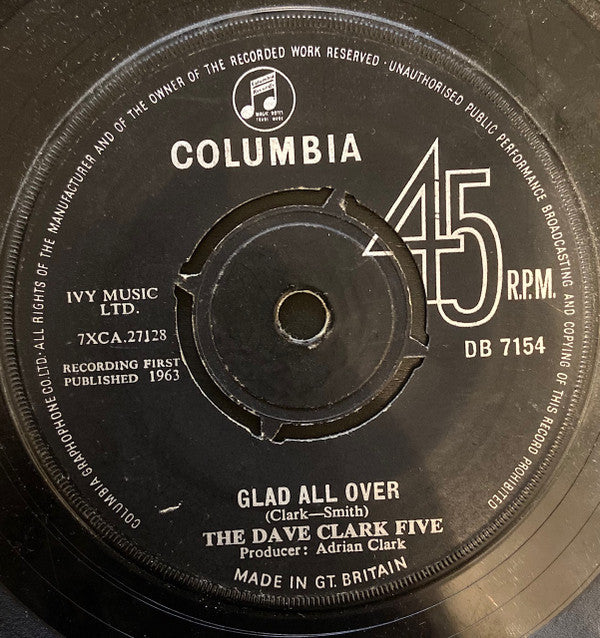 COLUMBIA GRAPHOPHONE CO. LTD · ALL RIGHTS OF THE MANUFACTURER AND OF THE OWNER OF THE RECORDED WORK RESERVED · UNAUTHORISED PUBLIC PERFORMANCE BROADCASTING AND COPYING OF THIS RECORD PROHIBITED
COLUMBIA
45
R.P.M.
IVY MUSIC
LTD.
7XCA.27128
RECORDING FIRST
PUBLISHED 1963
DB 7154
GLAD ALL OVER
(Clark—Smith)
THE DAVE CLARK FIVE
Producer: Adrian Clark
MADE IN GT. BRITAIN